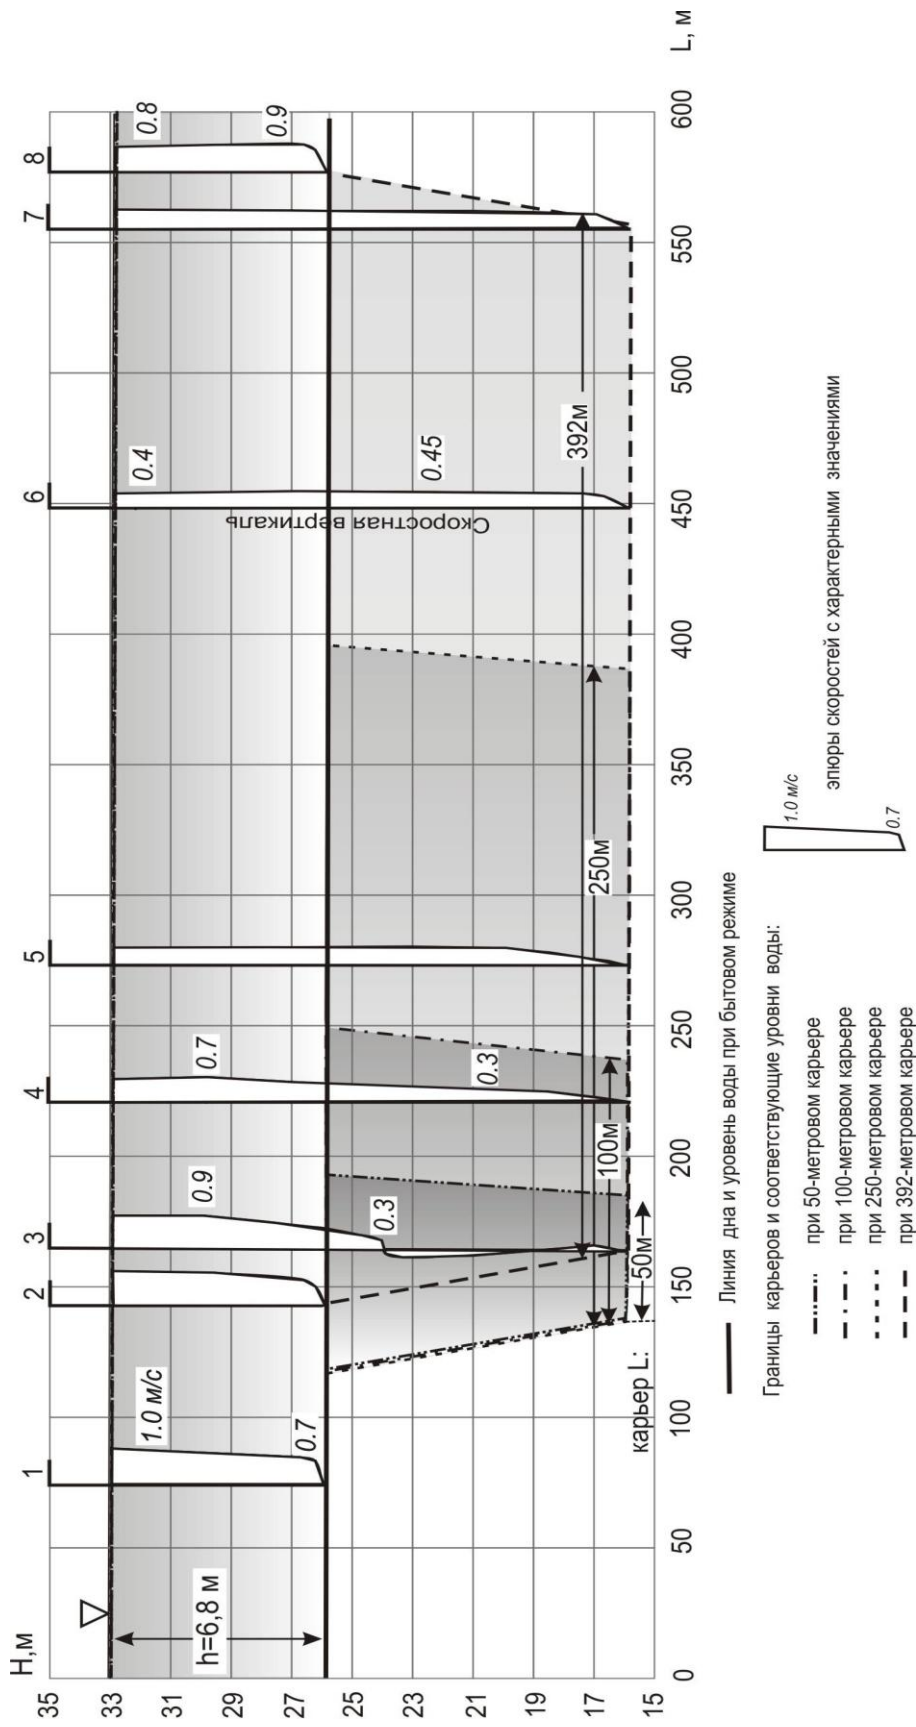 H,м
35
33
31
29
27
25
23
21
19
17
15
0
50
100
150
200
250
300
350
400
450
500
550
600
L, м
1
2
3
4
5
6
7
8
h=6,8 м
1.0 м/с
0.7
0.9
0.3
0.7
0.3
0.4
0.45
Скоростная вертикаль
0.8
0.9
карьер L:
50м
100м
250м
392м
Линия дна и уровень воды при бытовом режиме
Границы карьеров и соответствующие уровни воды:
при 50-метровом карьере
при 100-метровом карьере
при 250-метровом карьере
при 392-метровом карьере
1.0 м/с
0.7
эпюры скоростей с характерными значениями